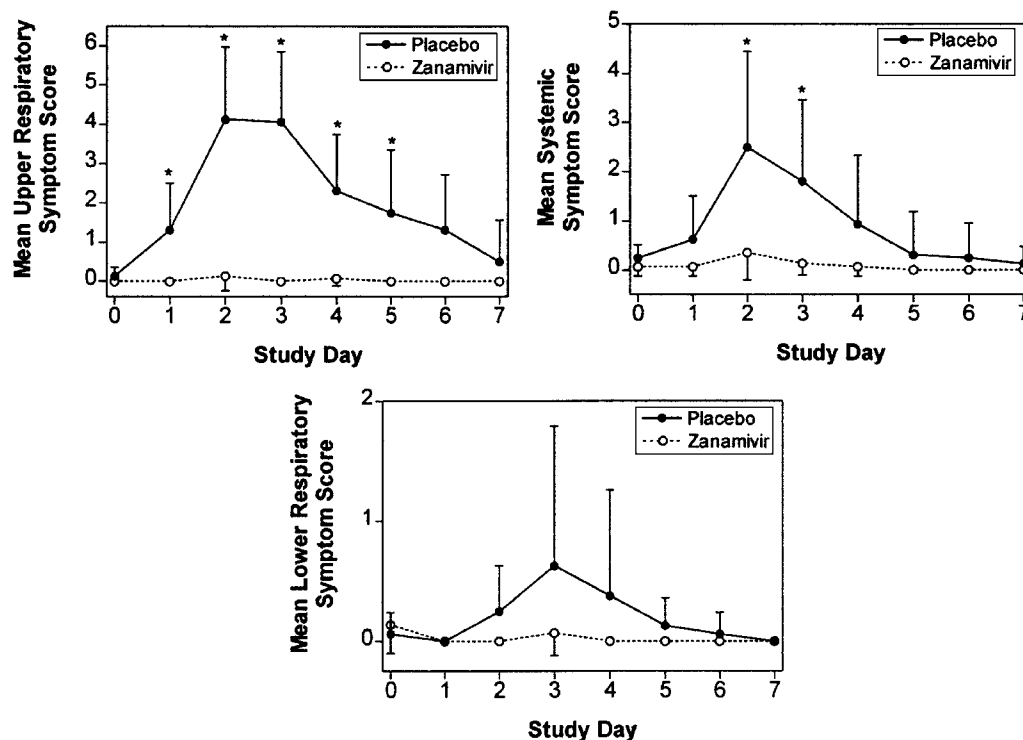 Mean Upper Respiratory
Symptom Score
6
5
4
3
2
1
0
*
*
*
*
*
Placebo
Zanamivir
0 1 2 3 4 5 6 7
Study Day
Mean Systemic
Symptom Score
5
4
3
2
1
0
*
*
Placebo
Zanamivir
0 1 2 3 4 5 6 7
Study Day
Mean Lower Respiratory
Symptom Score
2
1
0
Placebo
Zanamivir
0 1 2 3 4 5 6 7
Study Day